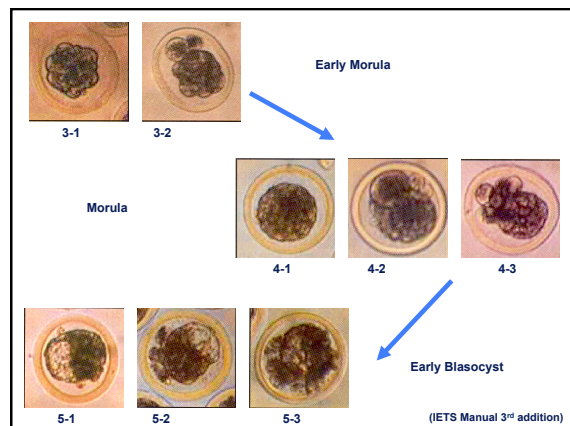 Early Morula
3-1 3-2
Morula
4-1 4-2 4-3
Early Blasocyst
5-1 5-2 5-3
(IETS Manual 3rd addition)